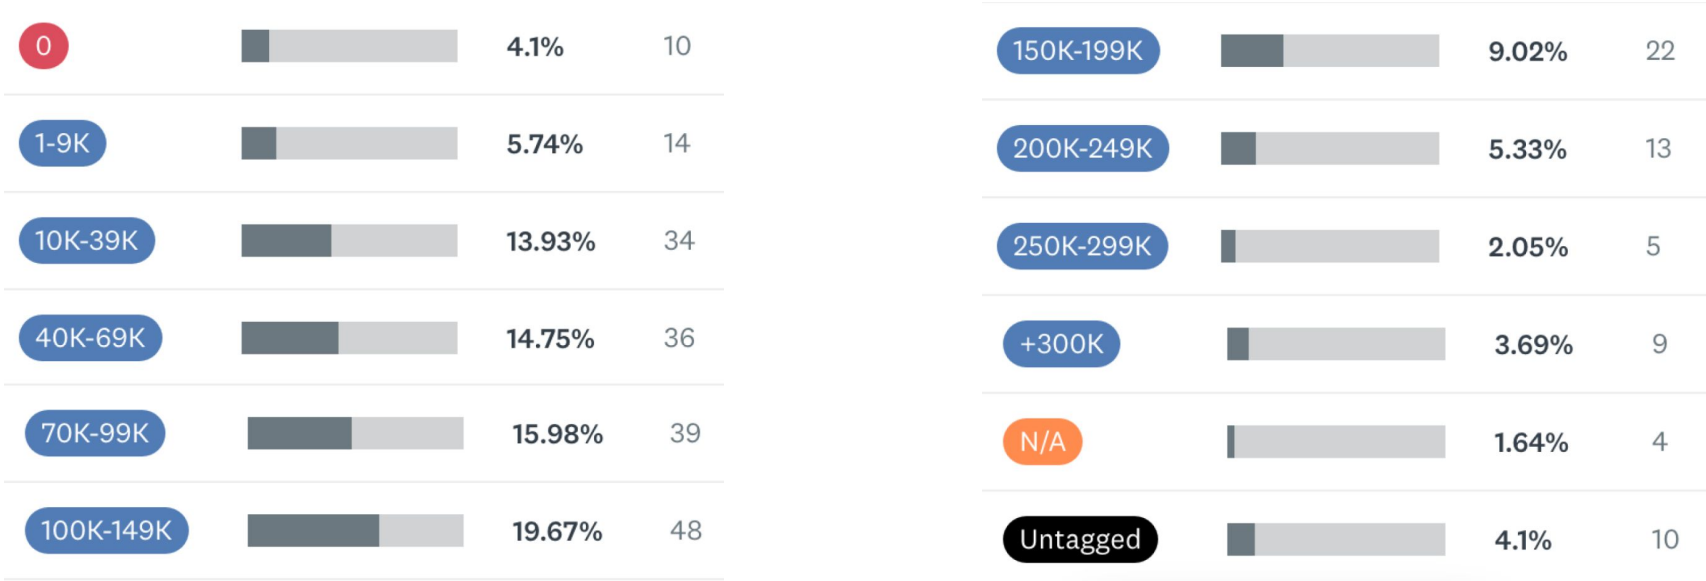 0 4.1% 10
1-9K 5.74% 14
10K-39K 13.93% 34
40K-69K 14.75% 36
70K-99K 15.98% 39
100K-149K 19.67% 48
150K-199K 9.02% 22
200K-249K 5.33% 13
250K-299K 2.05% 5
+300K 3.69% 9
N/A 1.64% 4
Untagged 4.1% 10